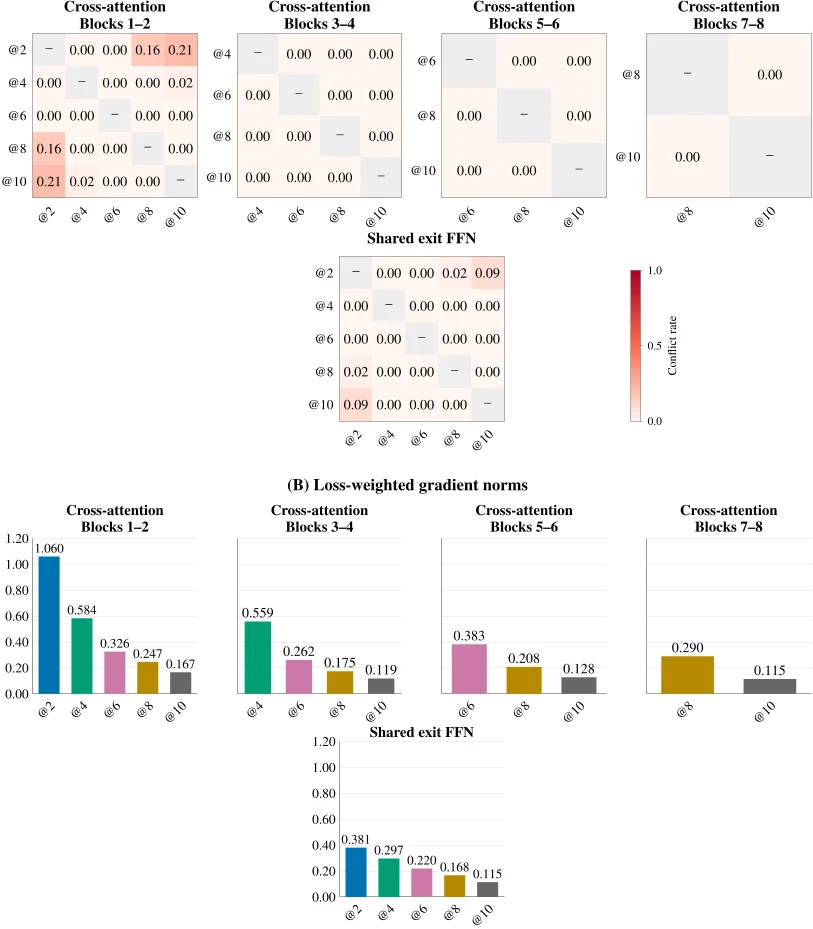 Cross-attention Blocks 1–2
@2 – 0.00 0.00 0.16 0.21
@4 0.00 – 0.00 0.00 0.02
@6 0.00 0.00 – 0.00 0.00
@8 0.16 0.00 0.00 – 0.00
@10 0.21 0.02 0.00 0.00 –
@2 @4 @6 @8 @10
Cross-attention Blocks 3–4
@4 – 0.00 0.00 0.00
@6 0.00 – 0.00 0.00
@8 0.00 0.00 – 0.00
@10 0.00 0.00 0.00 –
@4 @6 @8 @10
Cross-attention Blocks 5–6
@6 – 0.00 0.00
@8 0.00 – 0.00
@10 0.00 0.00 –
@6 @8 @10
Cross-attention Blocks 7–8
@8 – 0.00
@10 0.00 –
@8 @10
Shared exit FFN
@2 – 0.00 0.00 0.02 0.09
@4 0.00 – 0.00 0.00 0.00
@6 0.00 0.00 – 0.00 0.00
@8 0.02 0.00 0.00 – 0.00
@10 0.09 0.00 0.00 0.00 –
@2 @4 @6 @8 @10
1.0
0.5
0.0
Conflict rate
(B) Loss-weighted gradient norms
Cross-attention
Blocks 1–2
1.20
1.00
0.80
0.60
0.40
0.20
0.00
1.060
0.584
0.326
0.247
0.167
@2 @4 @6 @8 @10
Cross-attention
Blocks 3–4
0.559
0.262
0.175
0.119
@4 @6 @8 @10
Cross-attention
Blocks 5–6
0.383
0.208
0.128
@6 @8 @10
Cross-attention
Blocks 7–8
0.290
0.115
@8 @10
Shared exit FFN
1.20
1.00
0.80
0.60
0.40
0.20
0.00
0.381
0.297
0.220
0.168
0.115
@2 @4 @6 @8 @10